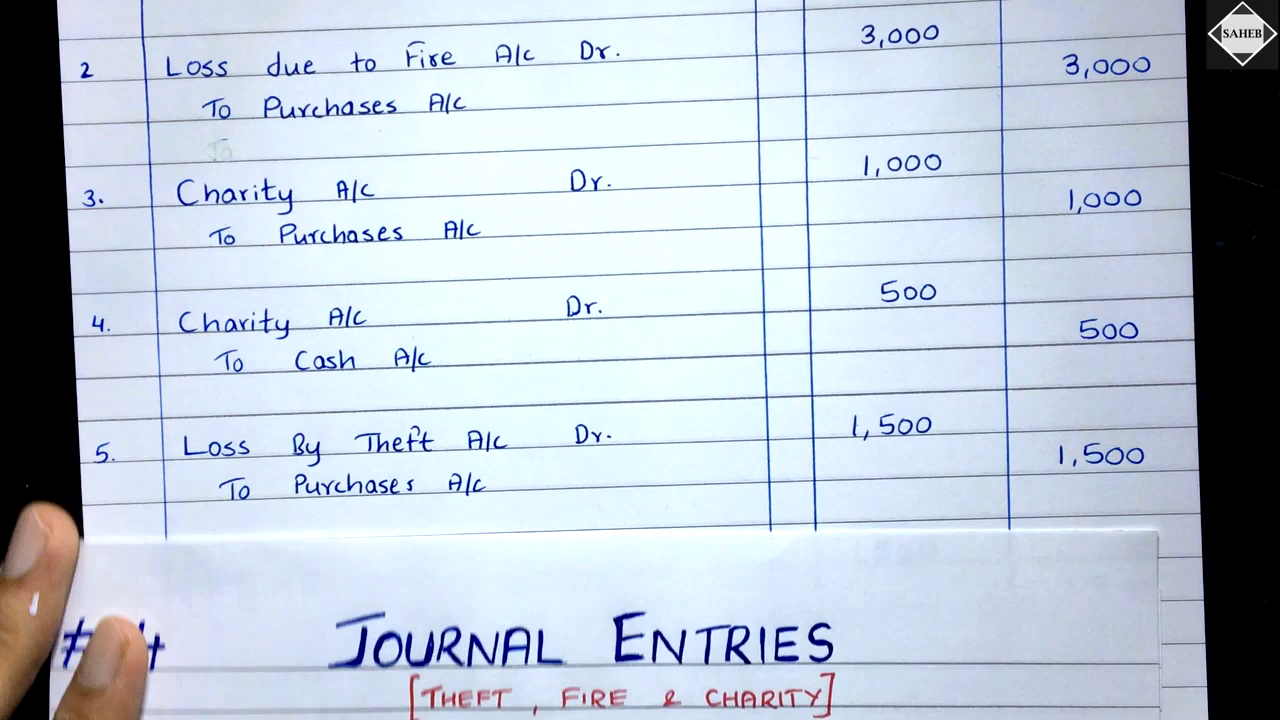 SAHEB
2 Loss due to Fire A/c Dr. 3,000
To Purchases A/c 3,000
To
3. Charity A/c Dr. 1,000
To Purchases A/c 1,000
4. Charity A/c Dr. 500
To Cash A/c 500
5. Loss By Theft A/c Dr. 1,500
To Purchases A/c 1,500
JOURNAL ENTRIES
[THEFT, FIRE & CHARITY]